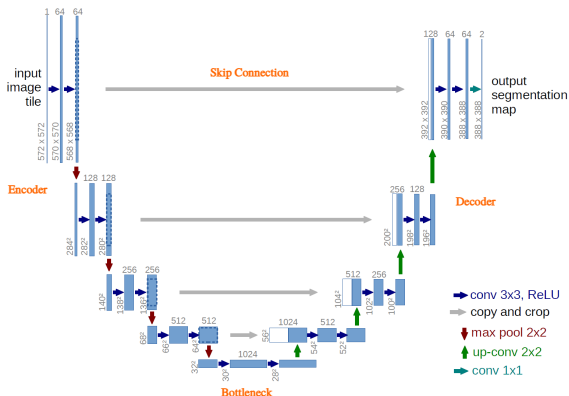 1 64 64
128 64 64 2
input
image
tile
Skip Connection
output
segmentation
map
572 x 572
570 x 570
568 x 568
392 x 392
390 x 390
388 x 388
388 x 388
128 128
256 128
Encoder
Decoder
284²
282²
280²
200²
198²
196²
256 256
512 256
140²
138²
136²
104²
102²
100²
512 512
1024 512
68²
66²
64²
56²
54²
52²
1024
32²
30²
28²
Bottleneck
conv 3x3, ReLU
copy and crop
max pool 2x2
up-conv 2x2
conv 1x1